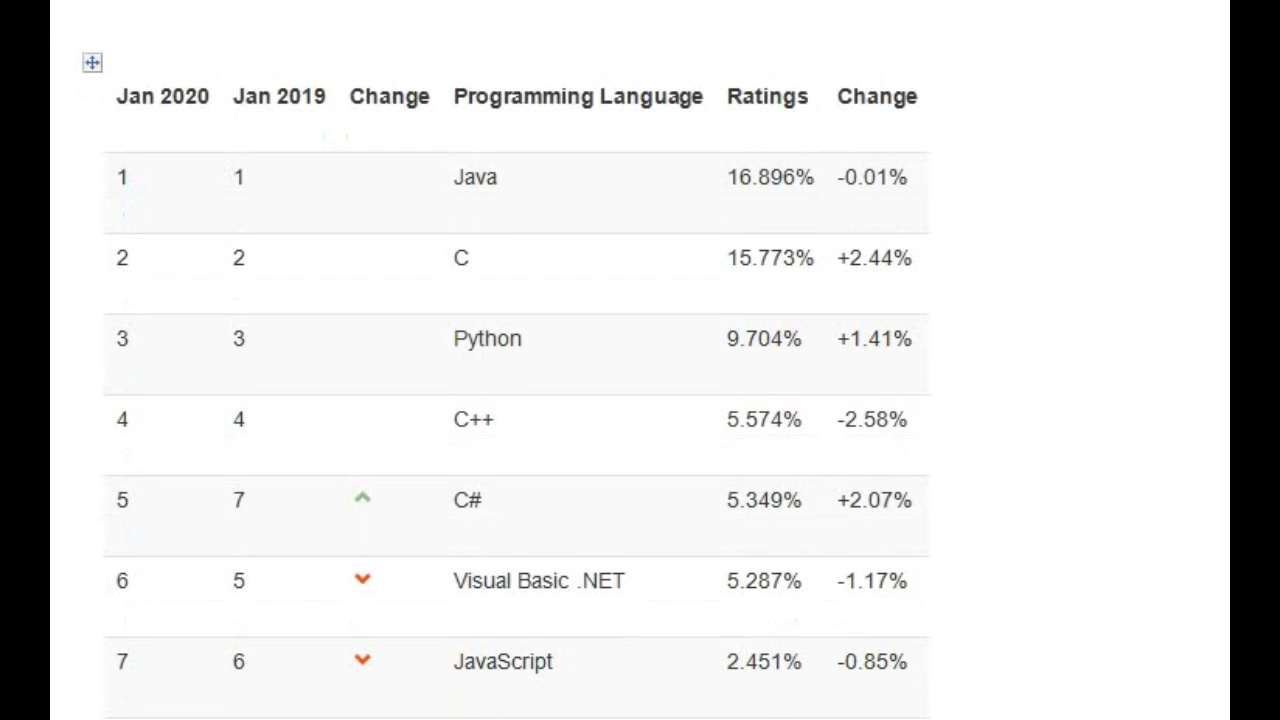 Jan 2020 Jan 2019 Change Programming Language Ratings Change
1 1 Java 16.896% -0.01%
2 2 C 15.773% +2.44%
3 3 Python 9.704% +1.41%
4 4 C++ 5.574% -2.58%
5 7 C# 5.349% +2.07%
6 5 Visual Basic .NET 5.287% -1.17%
7 6 JavaScript 2.451% -0.85%